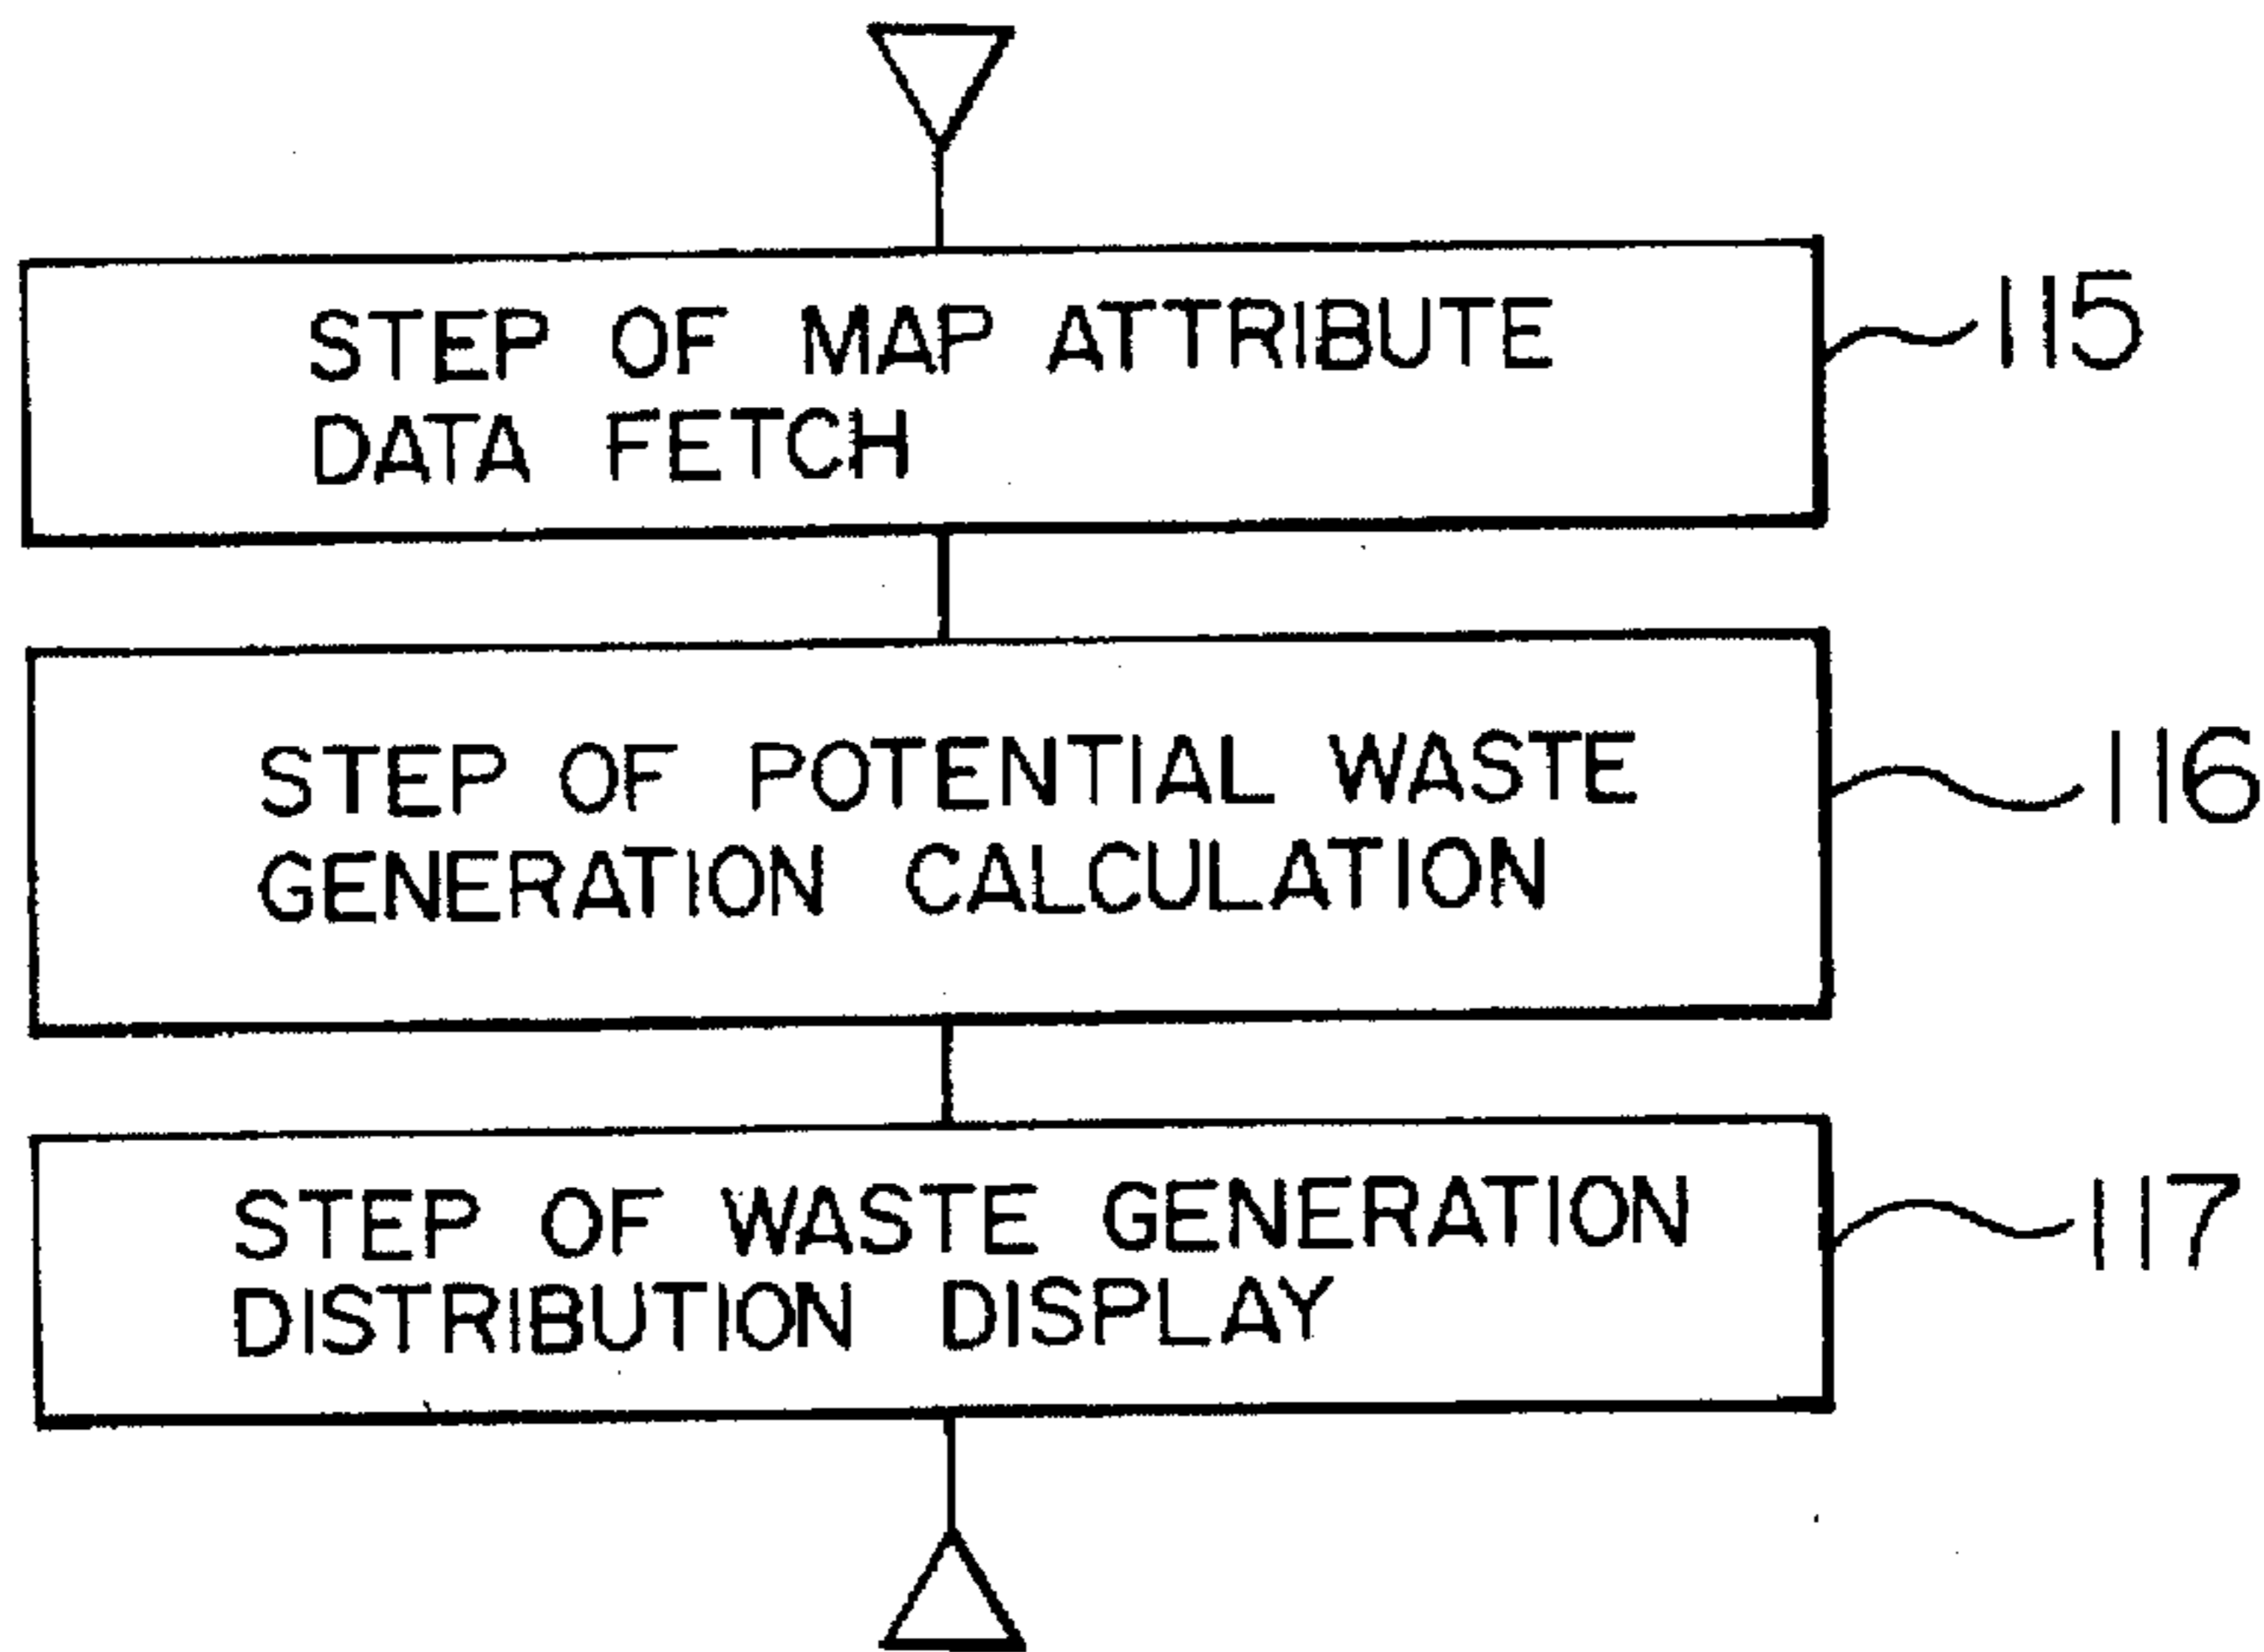 STEP OF MAP ATTRIBUTE
DATA FETCH
115
STEP OF POTENTIAL WASTE
GENERATION CALCULATION
116
STEP OF WASTE GENERATION
DISTRIBUTION DISPLAY
117